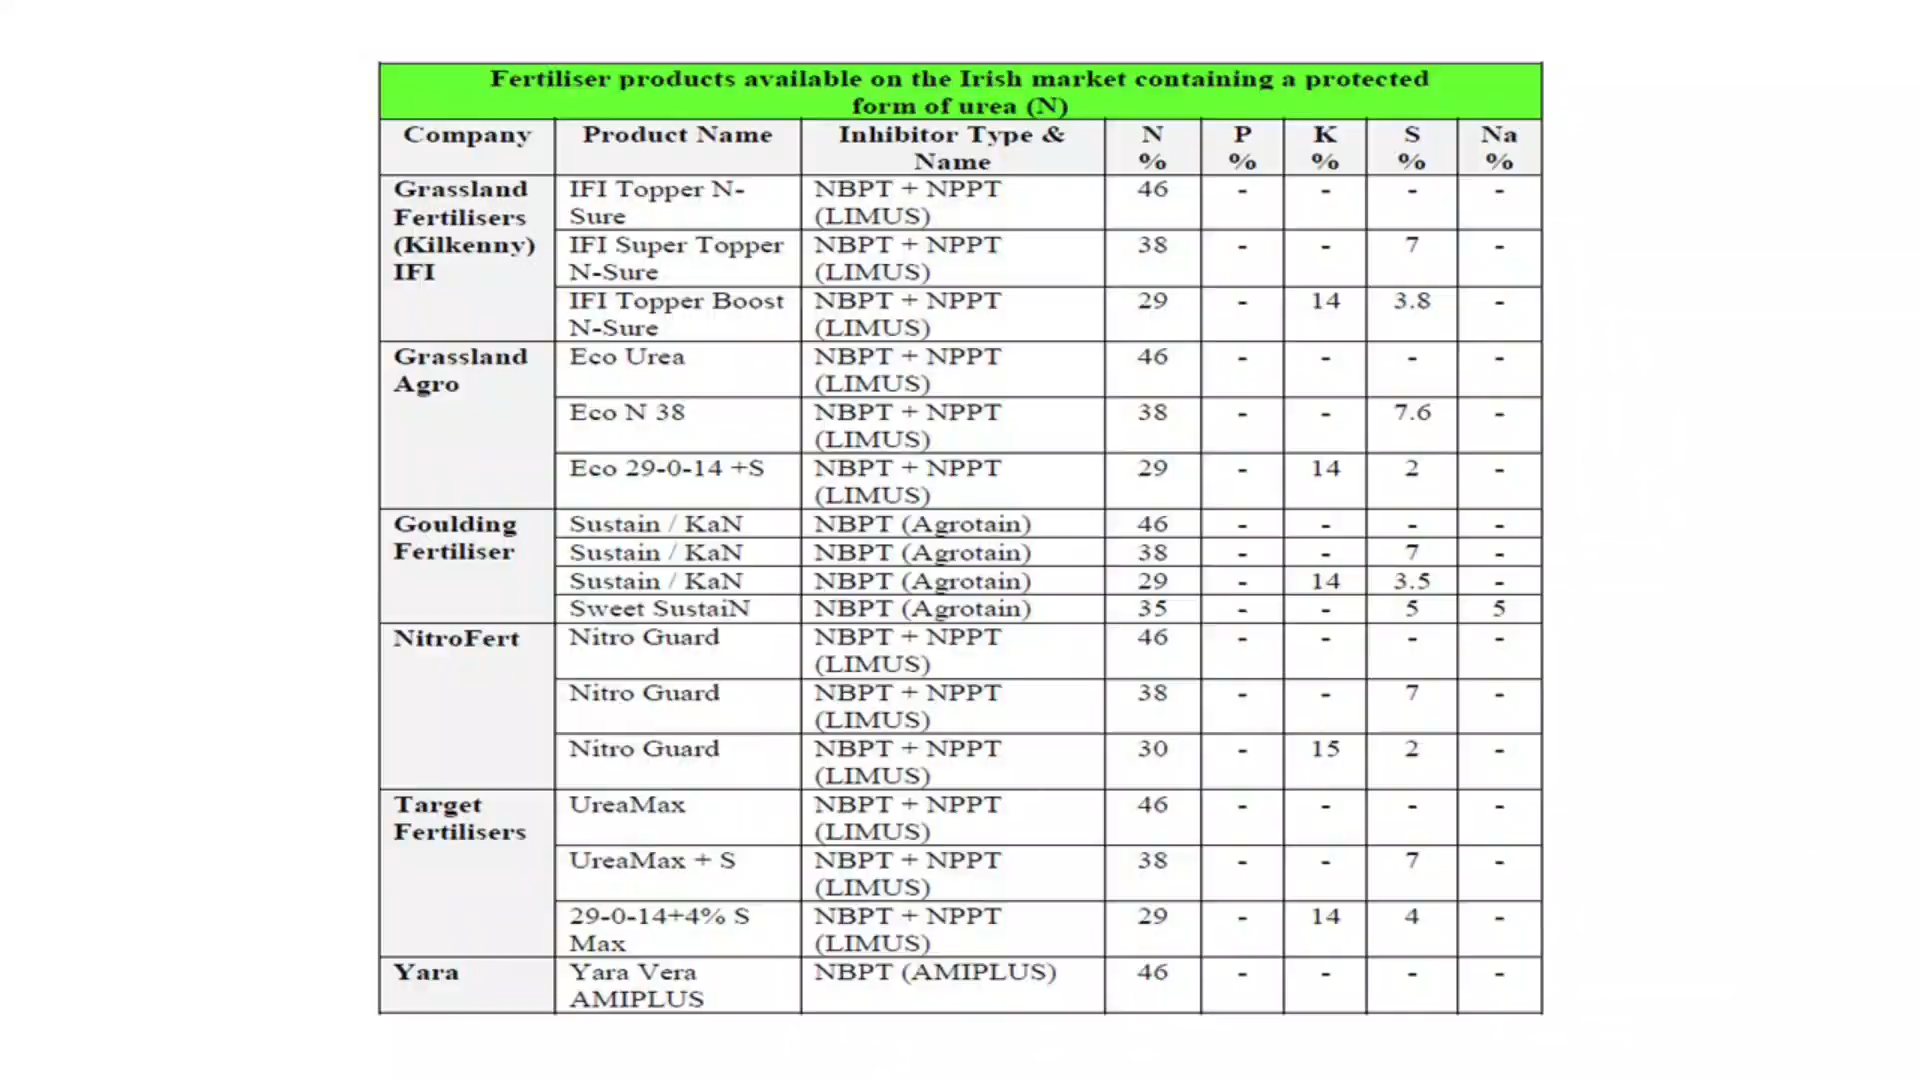 Fertiliser products available on the Irish market containing a protected
form of urea (N)
Company Product Name Inhibitor Type & Name N % P % K % S % Na %
Grassland Fertilisers (Kilkenny) IFI
IFI Topper N-Sure NBPT + NPPT (LIMUS) 46 - - - -
IFI Super Topper N-Sure NBPT + NPPT (LIMUS) 38 - - 7 -
IFI Topper Boost N-Sure NBPT + NPPT (LIMUS) 29 - 14 3.8 -
Grassland Agro
Eco Urea NBPT + NPPT (LIMUS) 46 - - - -
Eco N 38 NBPT + NPPT (LIMUS) 38 - - 7.6 -
Eco 29-0-14 +S NBPT + NPPT (LIMUS) 29 - 14 2 -
Goulding Fertiliser
Sustain / KaN NBPT (Agrotain) 46 - - - -
Sustain / KaN NBPT (Agrotain) 38 - - 7 -
Sustain / KaN NBPT (Agrotain) 29 - 14 3.5 -
Sweet SustaiN NBPT (Agrotain) 35 - - 5 5
NitroFert
Nitro Guard NBPT + NPPT (LIMUS) 46 - - - -
Nitro Guard NBPT + NPPT (LIMUS) 38 - - 7 -
Nitro Guard NBPT + NPPT (LIMUS) 30 - 15 2 -
Target Fertilisers
UreaMax NBPT + NPPT (LIMUS) 46 - - - -
UreaMax + S NBPT + NPPT (LIMUS) 38 - - 7 -
29-0-14+4% S Max NBPT + NPPT (LIMUS) 29 - 14 4 -
Yara
Yara Vera AMIPLUS NBPT (AMIPLUS) 46 - - - -